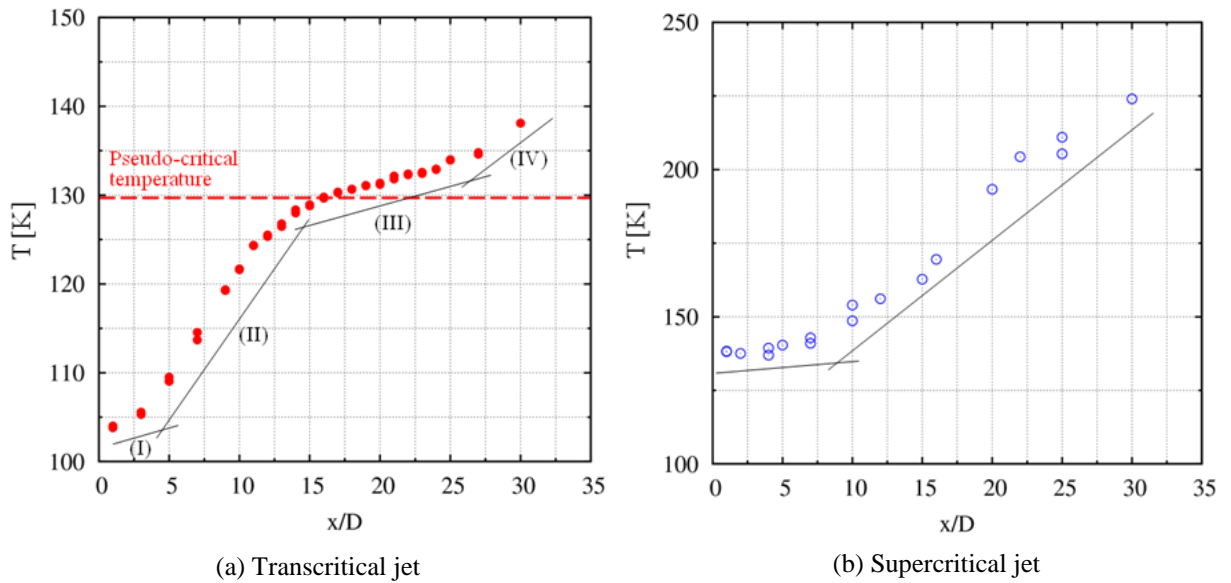 150
140
130
120
110
100
T [K]
Pseudo-critical
temperature
(I)
(II)
(III)
(IV)
0
5
10
15
20
25
30
35
x/D
(a) Transcritical jet
250
200
150
100
T [K]
0
5
10
15
20
25
30
35
x/D
(b) Supercritical jet